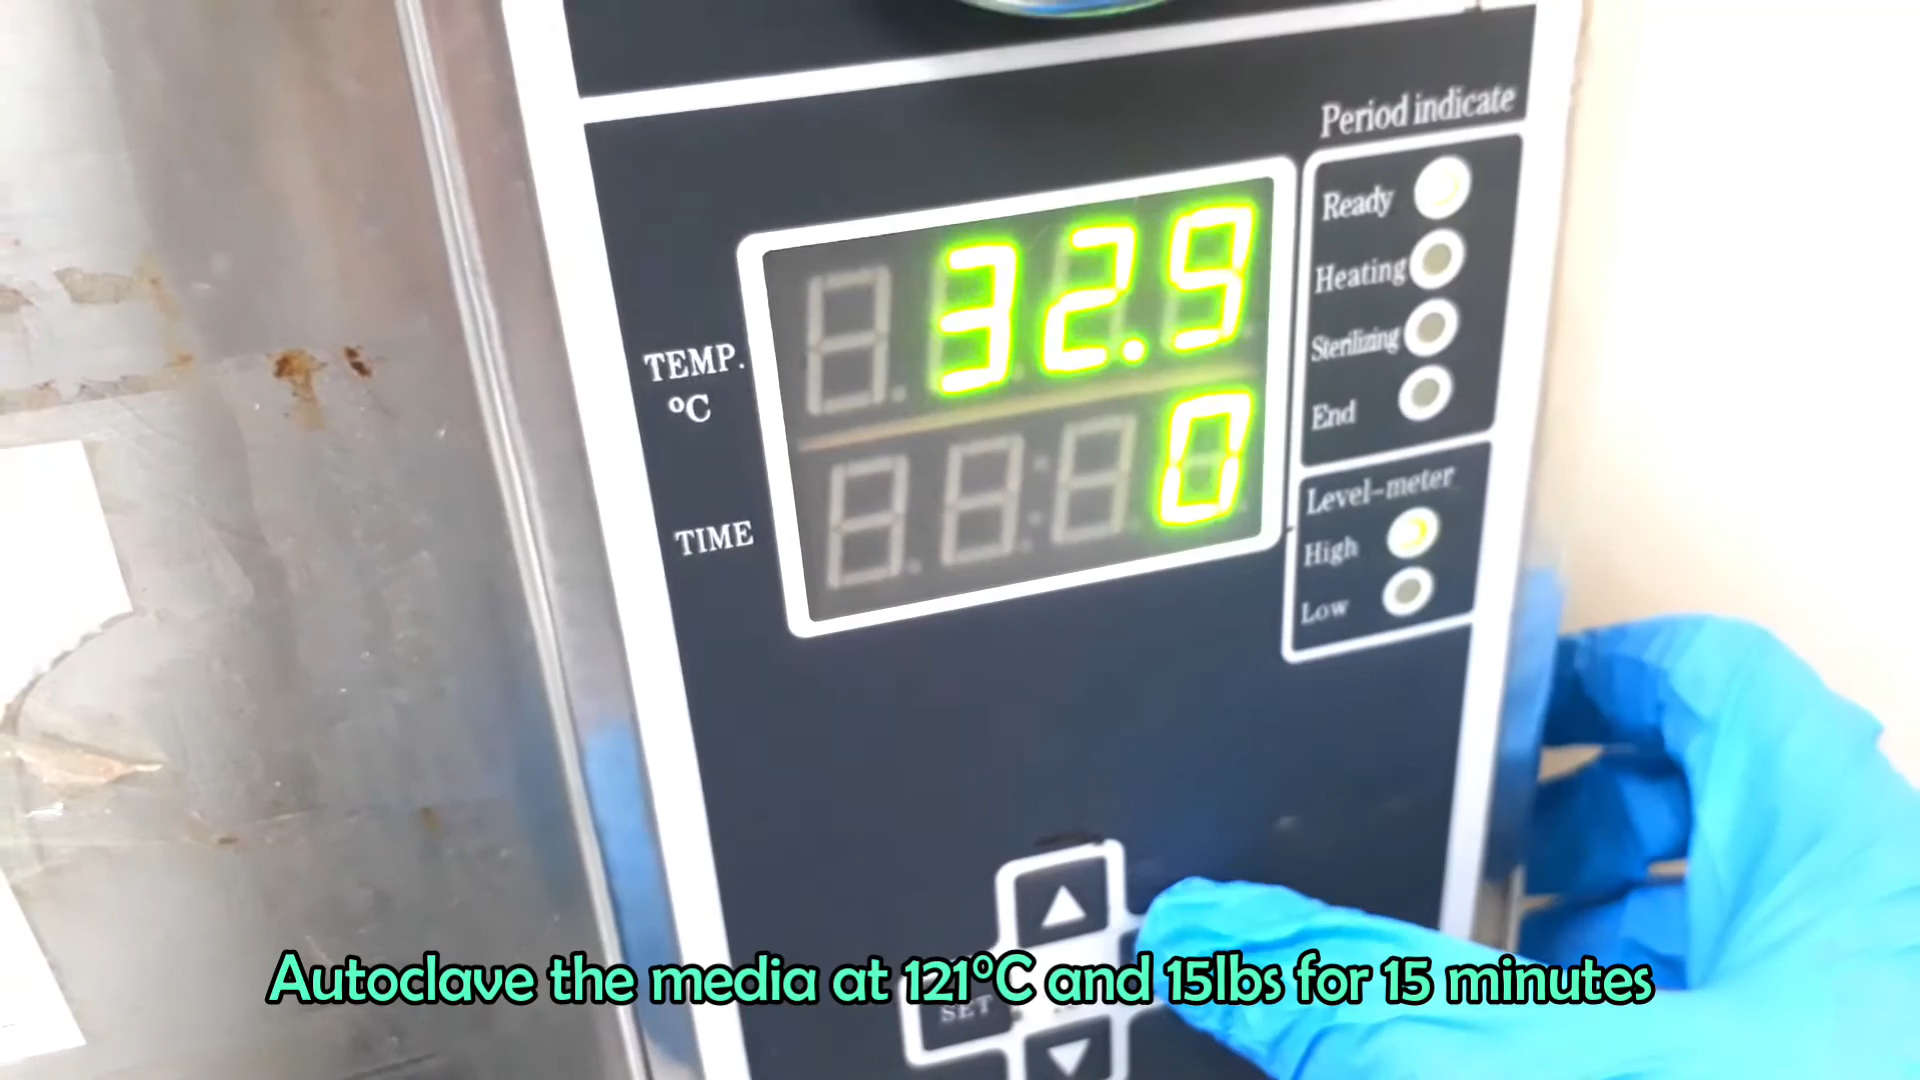 Period indicate
Ready
Heating
Sterilizing
End
Level-meter
High
Low
TEMP.
°C
32.9
TIME
0
SET
Autoclave the media at 121°C and 15lbs for 15 minutes